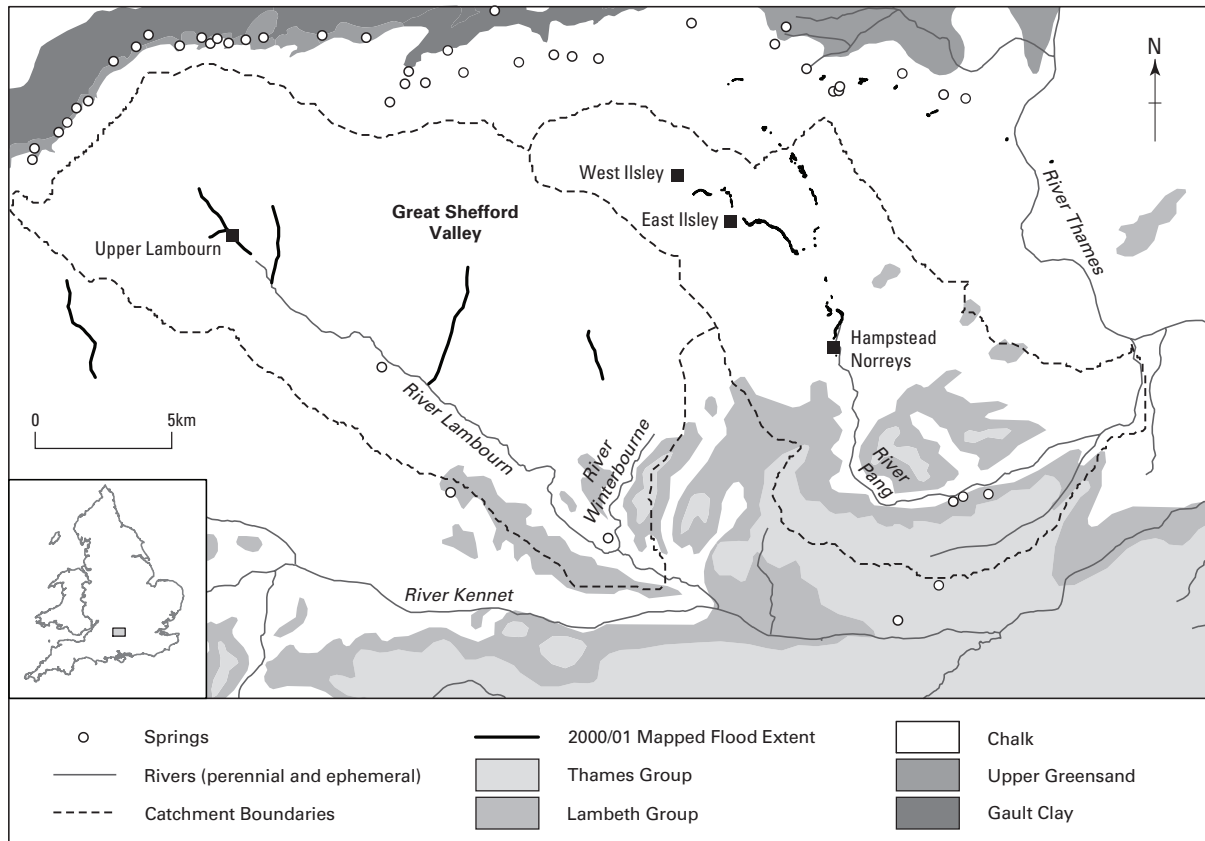 N
West Ilsley
East Ilsley
Great Shefford
Valley
Upper Lambourn
River Thames
Hampstead
Norreys
0 5km
River Lambourn
River
Winterbourne
River
Pang
River Kennet
Springs
Rivers (perennial and ephemeral)
Catchment Boundaries
2000/01 Mapped Flood Extent
Thames Group
Lambeth Group
Chalk
Upper Greensand
Gault Clay